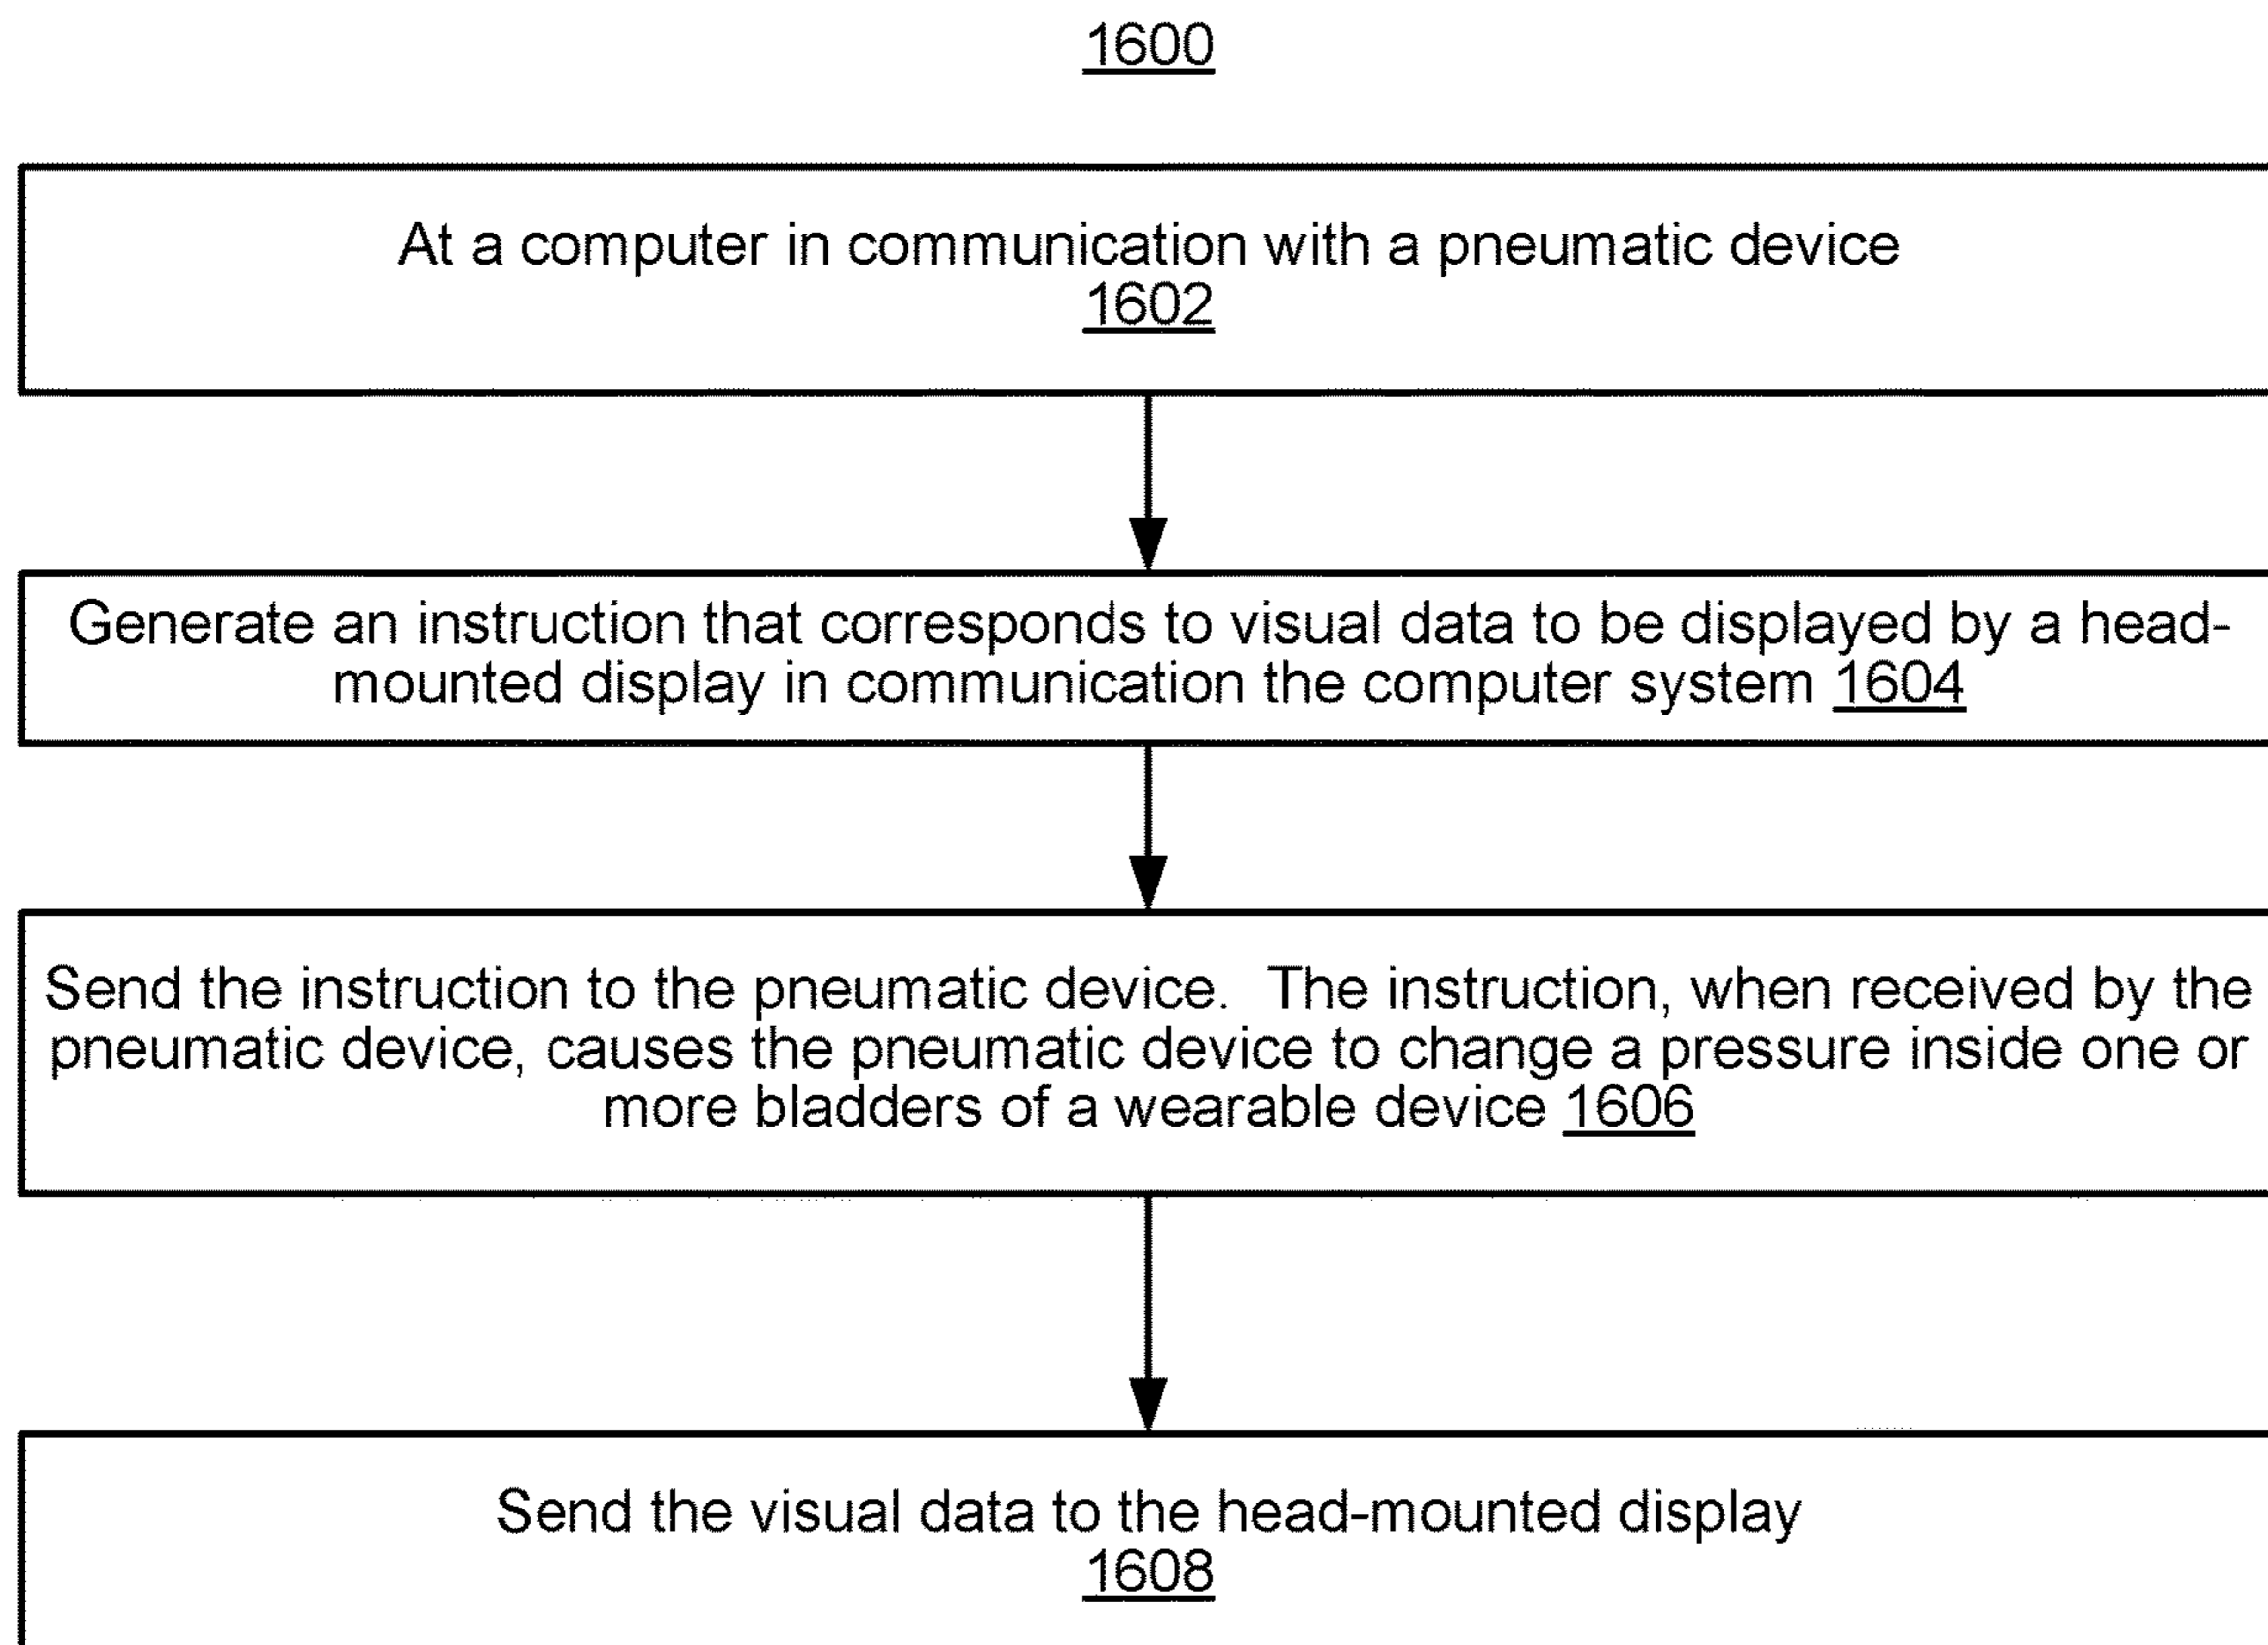 1600
At a computer in communication with a pneumatic device
1602
Generate an instruction that corresponds to visual data to be displayed by a head-
mounted display in communication the computer system 1604
Send the instruction to the pneumatic device.  The instruction, when received by the
pneumatic device, causes the pneumatic device to change a pressure inside one or
more bladders of a wearable device 1606
Send the visual data to the head-mounted display
1608